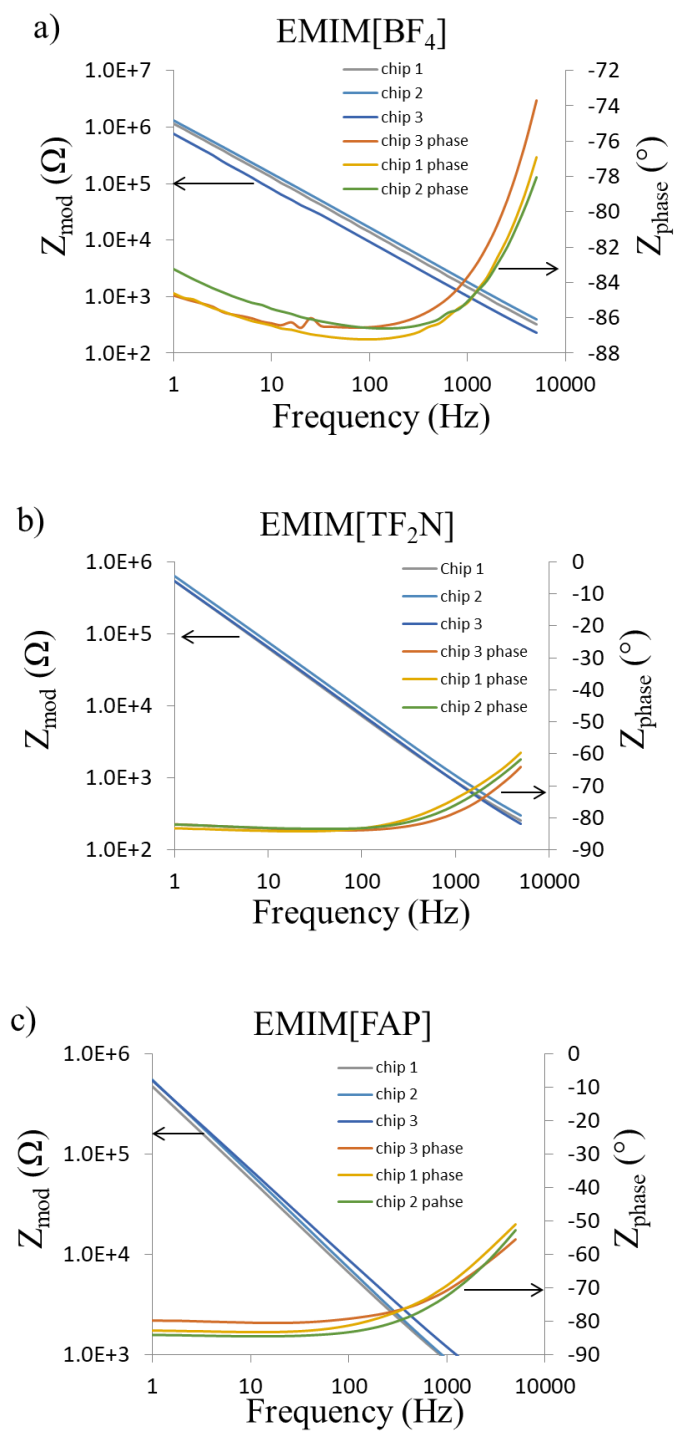 a)
EMIM[BF₄]
1.0E+7
1.0E+6
1.0E+5
1.0E+4
1.0E+3
1.0E+2
Z_mod (Ω)
chip 1
chip 2
chip 3
chip 3 phase
chip 1 phase
chip 2 phase
-72
-74
-76
-78
-80
-82
-84
-86
-88
Z_phase (°)
1 10 100 1000 10000
Frequency (Hz)
b)
EMIM[TF₂N]
1.0E+6
1.0E+5
1.0E+4
1.0E+3
1.0E+2
Z_mod (Ω)
Chip 1
chip 2
chip 3
chip 3 phase
chip 1 phase
chip 2 phase
0
-10
-20
-30
-40
-50
-60
-70
-80
-90
Z_phase (°)
1 10 100 1000 10000
Frequency (Hz)
c)
EMIM[FAP]
1.0E+6
1.0E+5
1.0E+4
1.0E+3
Z_mod (Ω)
chip 1
chip 2
chip 3
chip 3 phase
chip 1 phase
chip 2 pahse
0
-10
-20
-30
-40
-50
-60
-70
-80
-90
Z_phase (°)
1 10 100 1000 10000
Frequency (Hz)